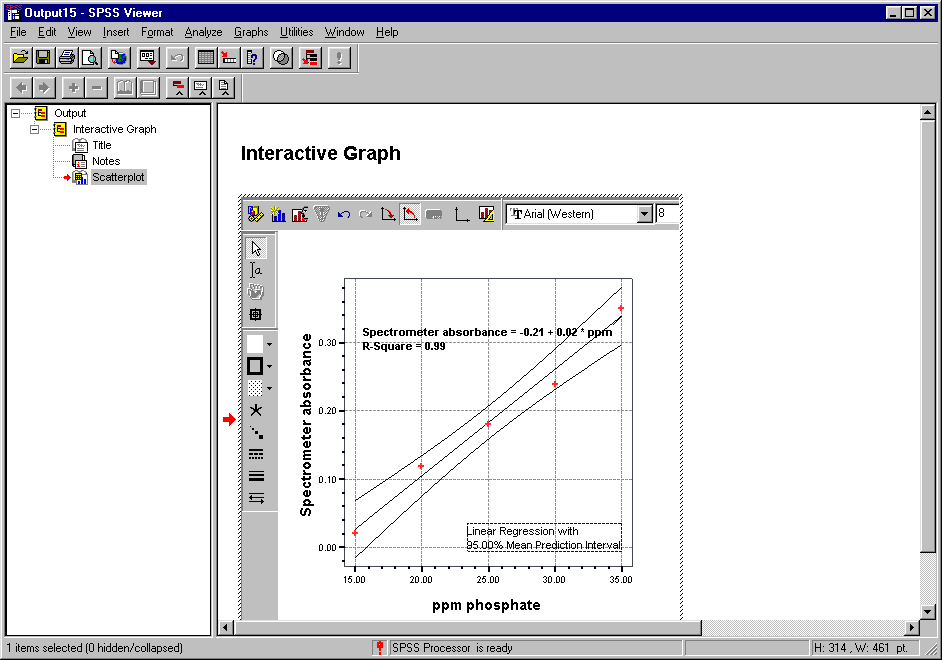 Output15 - SPSS Viewer
File Edit View Insert Format Analyze Graphs Utilities Window Help
Output
Interactive Graph
Title
Notes
Scatterplot
Interactive Graph
Arial (Western) 8
Spectrometer absorbance = -0.21 + 0.02 * ppm
R-Square = 0.99
Spectrometer absorbance
0.30
0.20
0.10
0.00
Linear Regression with
95.00% Mean Prediction Interval
15.00 20.00 25.00 30.00 35.00
ppm phosphate
1 items selected (0 hidden/collapsed) SPSS Processor is ready H: 314 , W: 461 pt.